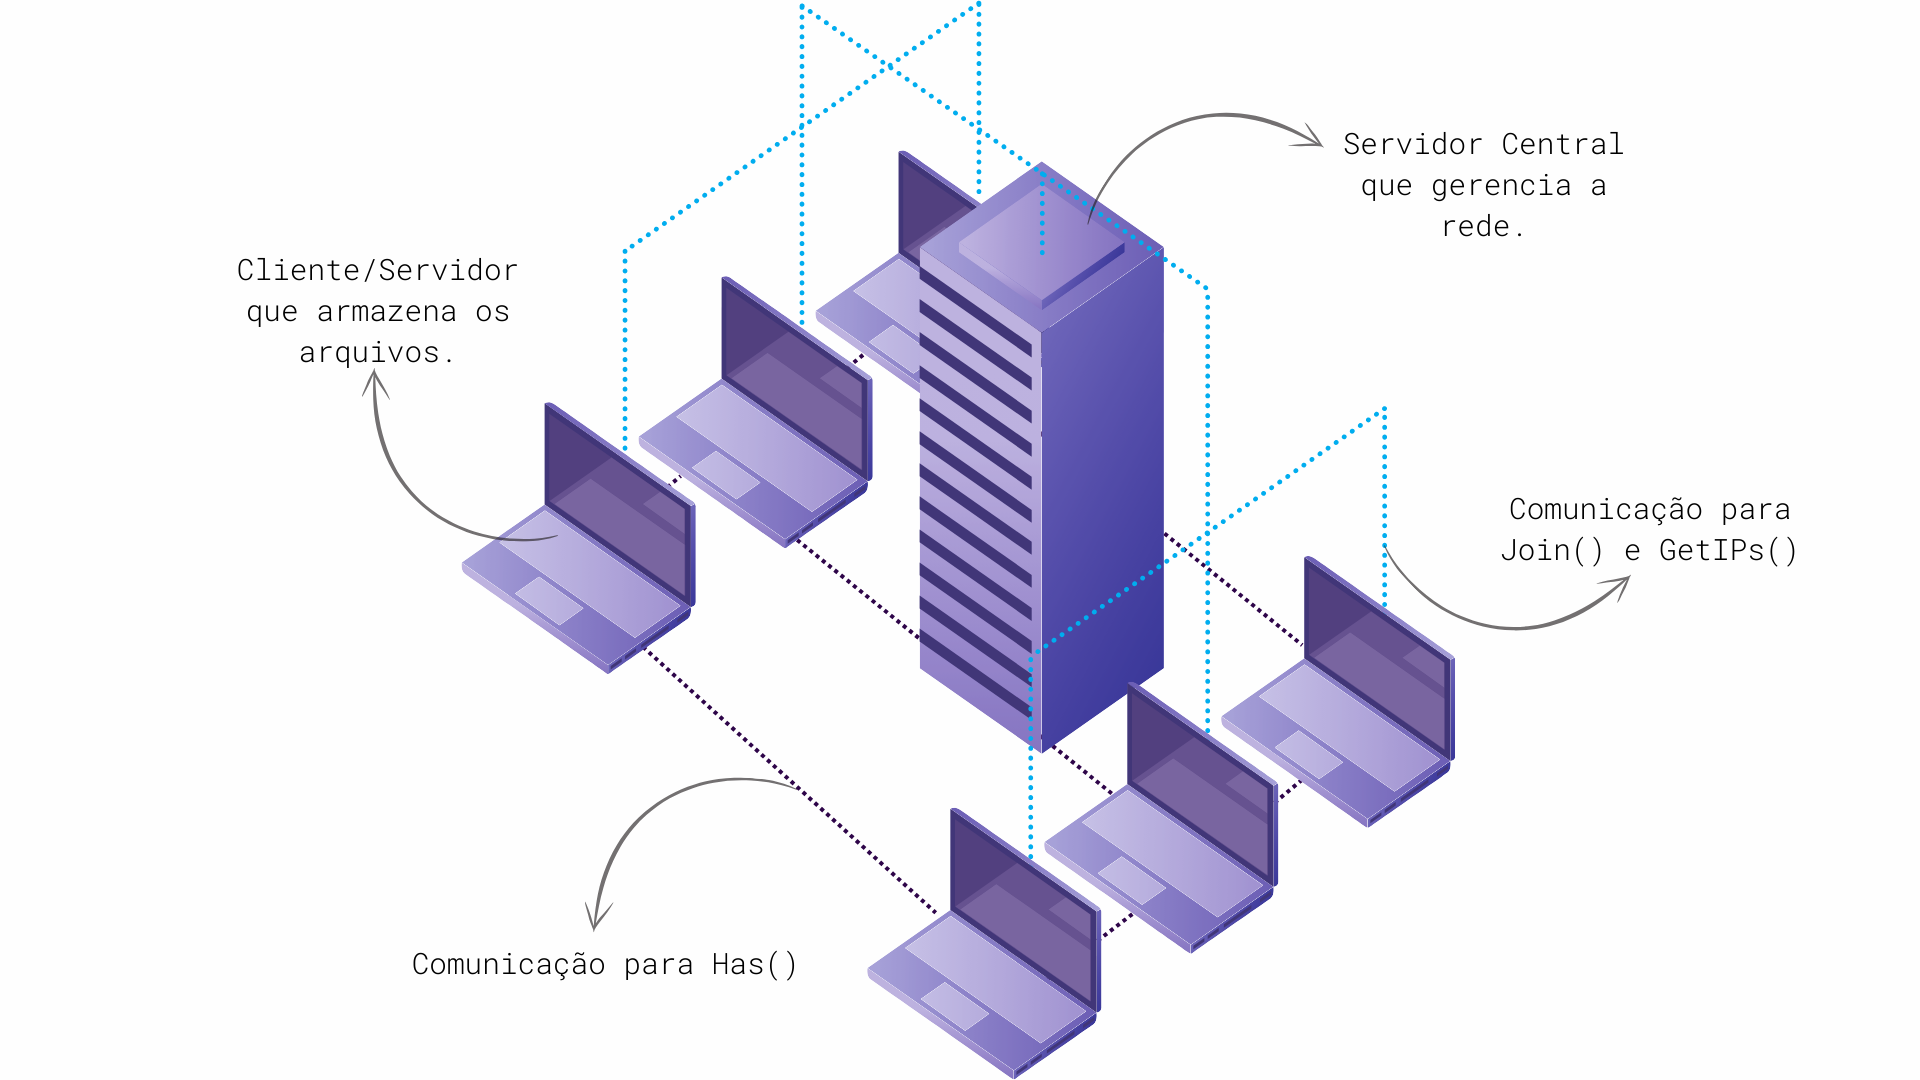 Servidor Central
que gerencia a
rede.
Cliente/Servidor
que armazena os
arquivos.
Comunicação para
Join() e GetIPs()
Comunicação para Has()